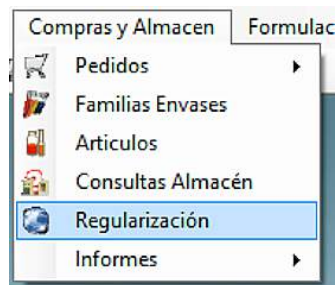 Compras y Almacen Formulac
Pedidos
Familias Envases
Articulos
Consultas Almacén
Regularización
Informes